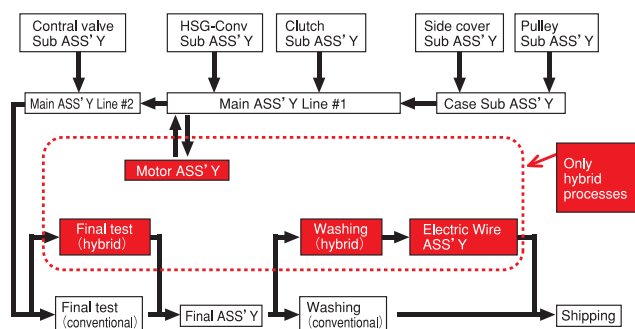 Contral valve
Sub ASS'Y
HSG-Conv
Sub ASS'Y
Clutch
Sub ASS'Y
Side cover
Sub ASS'Y
Pulley
Sub ASS'Y
Main ASS'Y Line #2
Main ASS'Y Line #1
Case Sub ASS'Y
Motor ASS'Y
Only
hybrid
processes
Final test
(hybrid)
Washing
(hybrid)
Electric Wire
ASS'Y
Final test
(conventional)
Final ASS'Y
Washing
(conventional)
Shipping